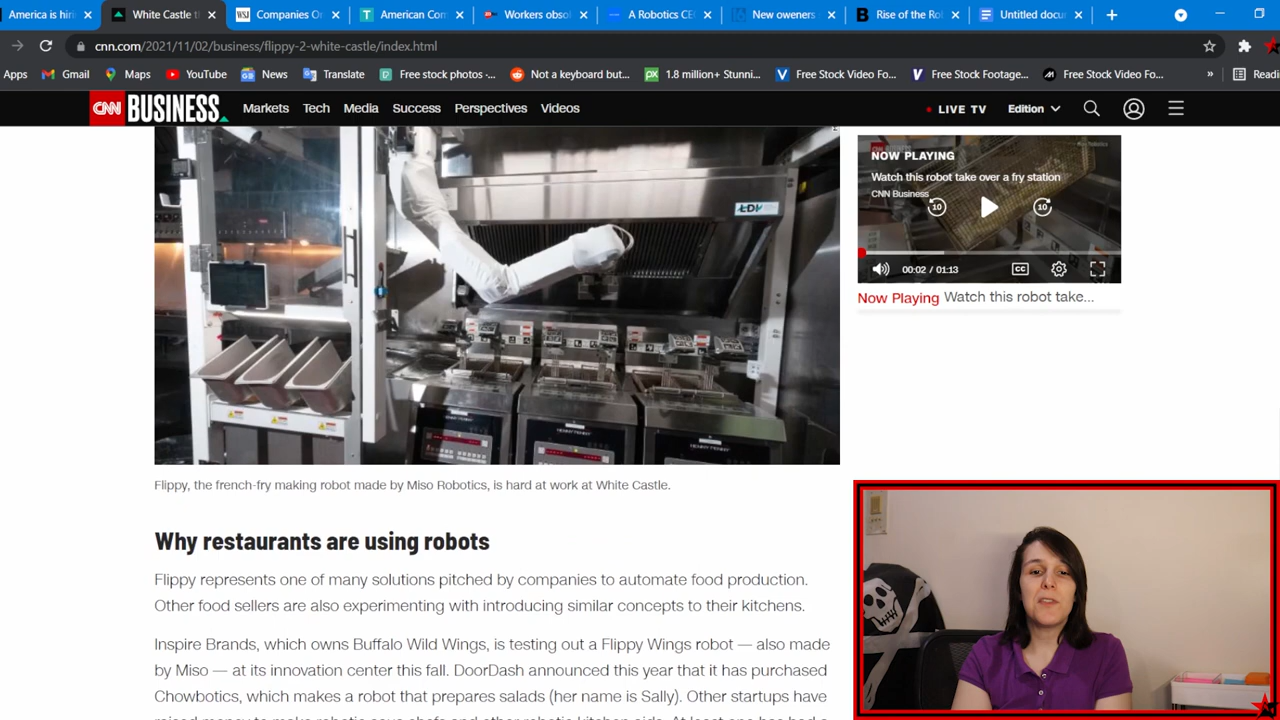 America is hiri
White Castle t
Companies O
American Con
Workers obsol
A Robotics CE
New owners
Rise of the Ro
Untitled docu
cnn.com/2021/11/02/business/flippy-2-white-castle/index.html
Apps
Gmail
Maps
YouTube
News
Translate
Free stock photos -...
Not a keyboard but...
1.8 million+ Stunni...
Free Stock Video Fo...
Free Stock Footage...
Free Stock Video Fo...
»
Readi
CNN BUSINESS
Markets Tech Media Success Perspectives Videos
LIVE TV
Edition
NOW PLAYING
Watch this robot take over a fry station
CNN Business
10
10
00:02 / 01:13
CC
Now Playing Watch this robot take...
Flippy, the french-fry making robot made by Miso Robotics, is hard at work at White Castle.
Why restaurants are using robots
Flippy represents one of many solutions pitched by companies to automate food production.
Other food sellers are also experimenting with introducing similar concepts to their kitchens.
Inspire Brands, which owns Buffalo Wild Wings, is testing out a Flippy Wings robot — also made
by Miso — at its innovation center this fall. DoorDash announced this year that it has purchased
Chowbotics, which makes a robot that prepares salads (her name is Sally). Other startups have